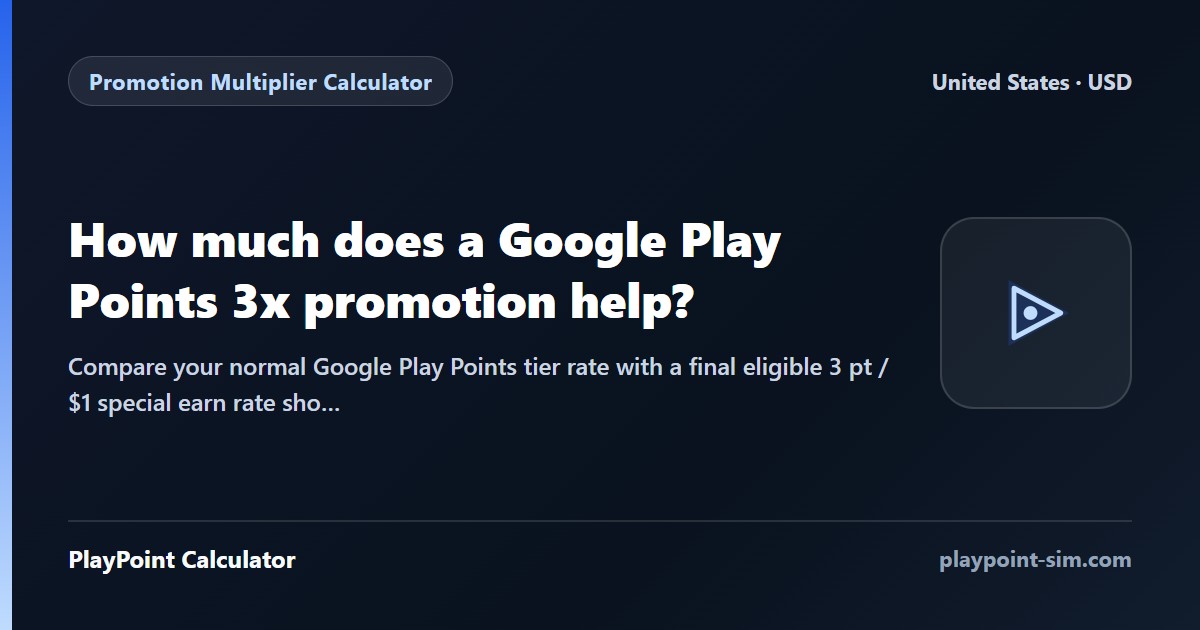 Promotion Multiplier Calculator
United States · USD
How much does a Google Play
Points 3x promotion help?
Compare your normal Google Play Points tier rate with a final eligible 3 pt /
$1 special earn rate sho...
PlayPoint Calculator
playpoint-sim.com